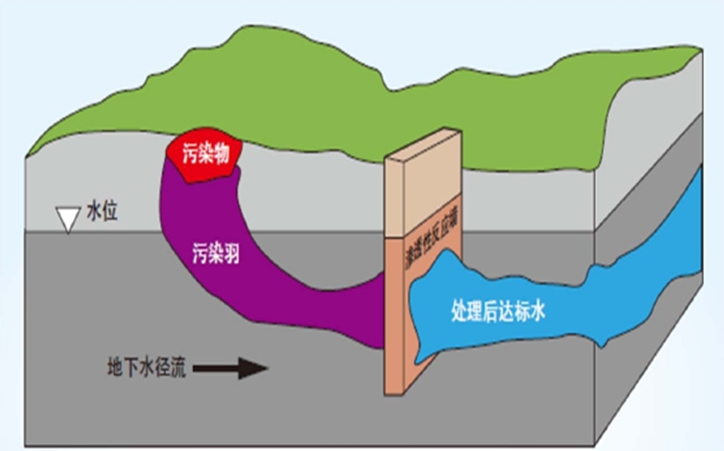 污染物
水位
渗透性反应墙
污染羽
处理后达标水
地下水径流